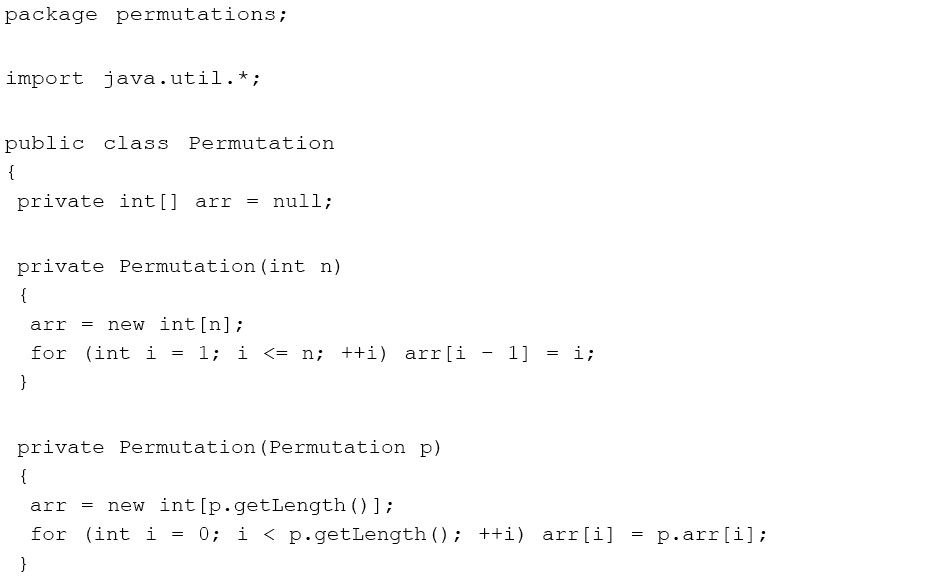 package permutations;
import java.util.*;
public class Permutation
{
private int[] arr = null;
private Permutation(int n)
{
arr = new int[n];
for (int i = 1; i <= n; ++i) arr[i - 1] = i;
}
private Permutation(Permutation p)
{
arr = new int[p.getLength()];
for (int i = 0; i < p.getLength(); ++i) arr[i] = p.arr[i];
}